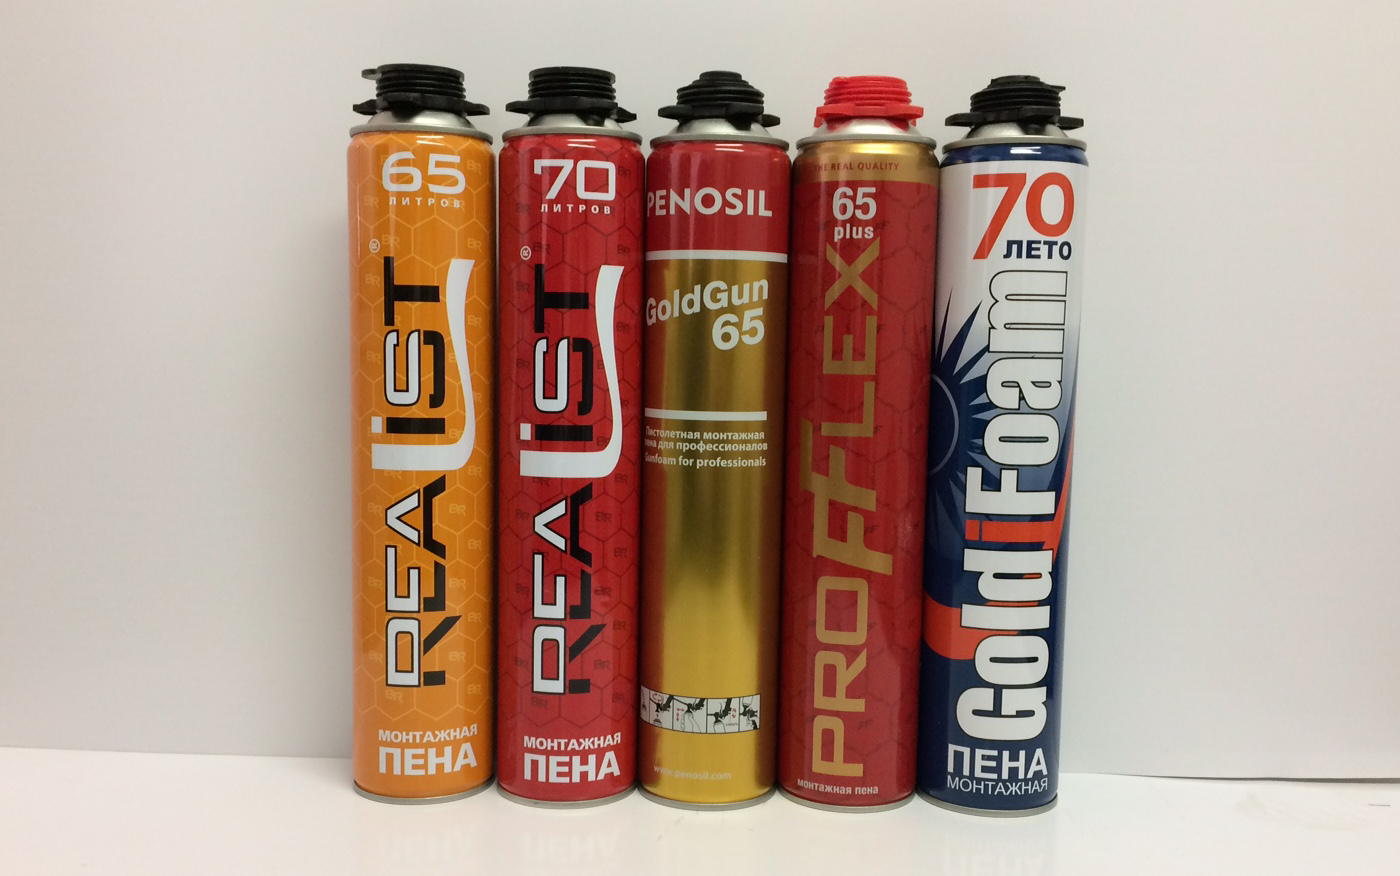 65
ЛИТРОВ
REALiST®
МОНТАЖНАЯ
ПЕНА
70
ЛИТРОВ
REALiST®
МОНТАЖНАЯ
ПЕНА
PENOSIL
GoldGun
65
Пистолетная монтажная
пена для профессионалов
Gunfoam for professionals
www.penosil.com
THE REAL QUALITY
65
plus
PROFFLEX
монтажная пена
70
ЛЕТО
GoldiFoam
ПЕНА
МОНТАЖНАЯ